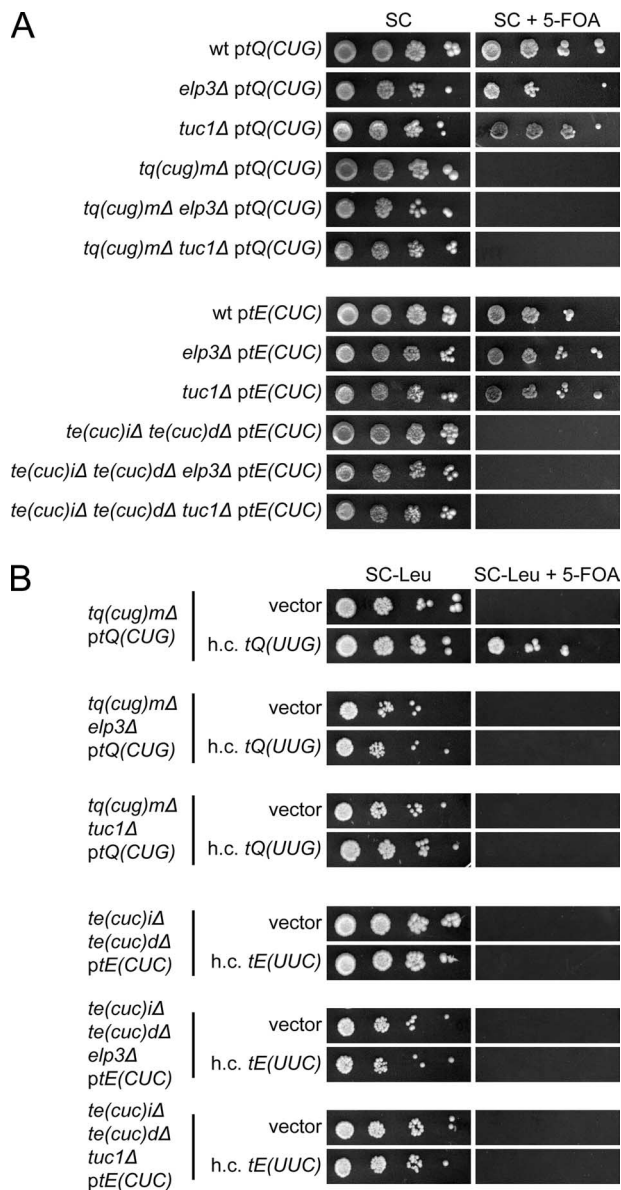 A
SC SC + 5-FOA
wt ptQ(CUG)
elp3Δ ptQ(CUG)
tuc1Δ ptQ(CUG)
tq(cug)mΔ ptQ(CUG)
tq(cug)mΔ elp3Δ ptQ(CUG)
tq(cug)mΔ tuc1Δ ptQ(CUG)
wt ptE(CUC)
elp3Δ ptE(CUC)
tuc1Δ ptE(CUC)
te(cuc)iΔ te(cuc)dΔ ptE(CUC)
te(cuc)iΔ te(cuc)dΔ elp3Δ ptE(CUC)
te(cuc)iΔ te(cuc)dΔ tuc1Δ ptE(CUC)
B
SC-Leu SC-Leu + 5-FOA
tq(cug)mΔ
ptQ(CUG)
vector
h.c. tQ(UUG)
tq(cug)mΔ
elp3Δ
ptQ(CUG)
vector
h.c. tQ(UUG)
tq(cug)mΔ
tuc1Δ
ptQ(CUG)
vector
h.c. tQ(UUG)
te(cuc)iΔ
te(cuc)dΔ
ptE(CUC)
vector
h.c. tE(UUC)
te(cuc)iΔ
te(cuc)dΔ
elp3Δ
ptE(CUC)
vector
h.c. tE(UUC)
te(cuc)iΔ
te(cuc)dΔ
tuc1Δ
ptE(CUC)
vector
h.c. tE(UUC)